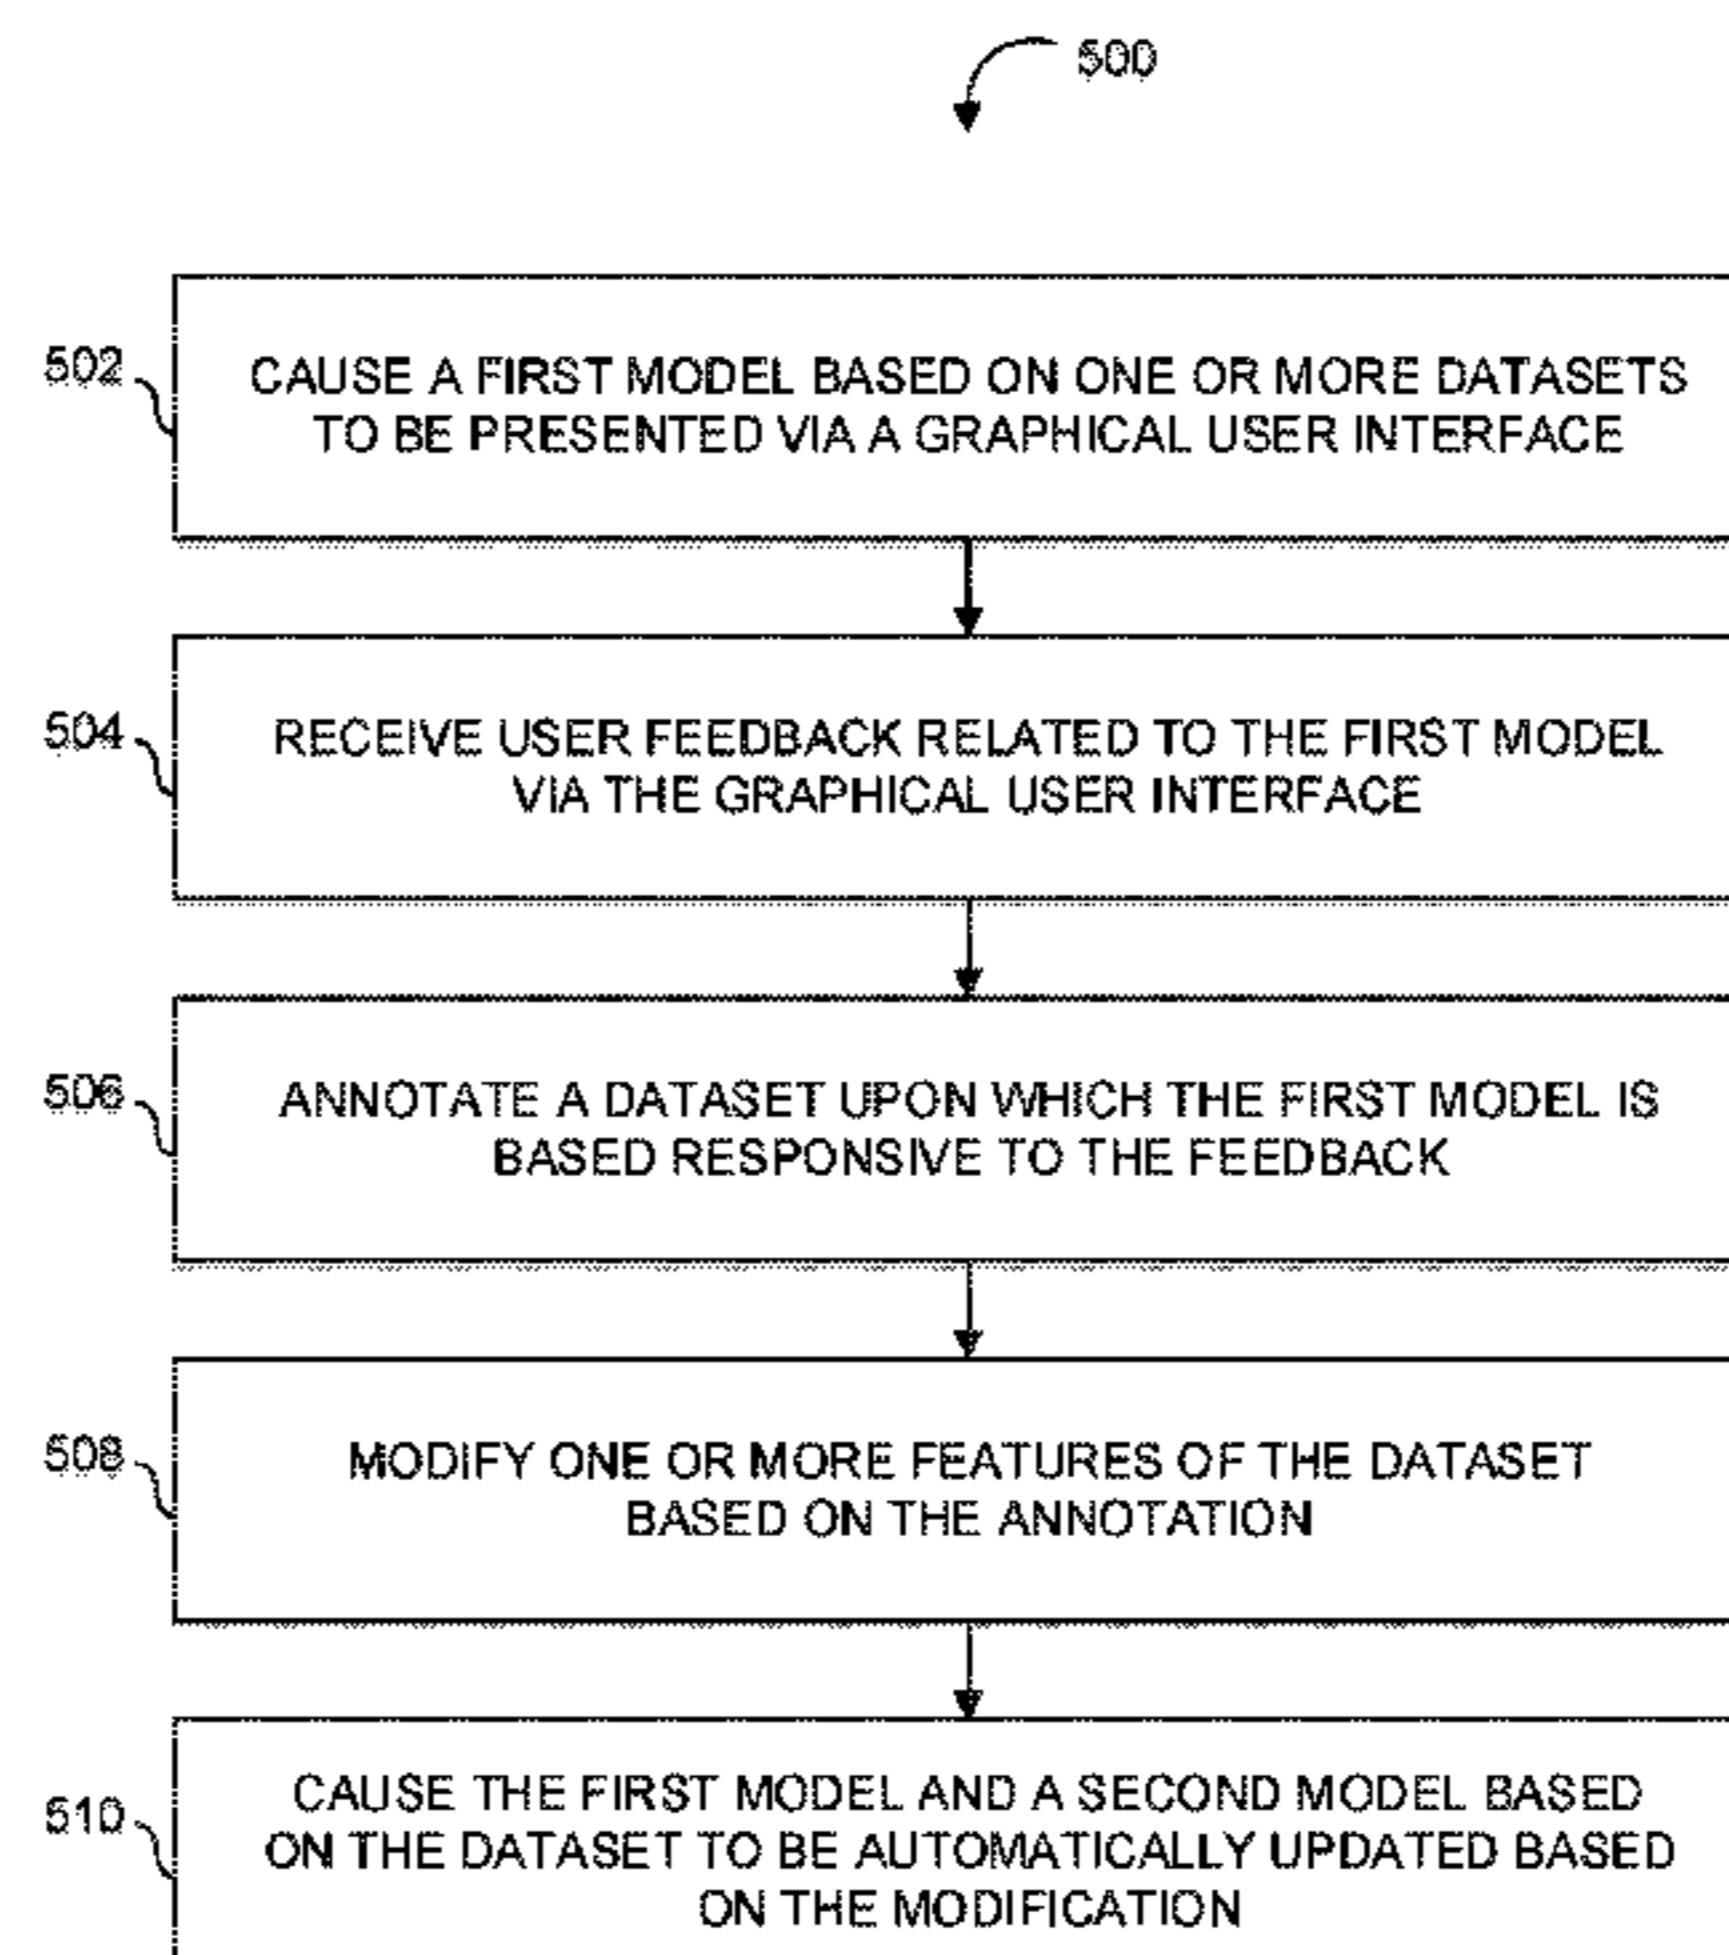 500
502
CAUSE A FIRST MODEL BASED ON ONE OR MORE DATASETS
TO BE PRESENTED VIA A GRAPHICAL USER INTERFACE
504
RECEIVE USER FEEDBACK RELATED TO THE FIRST MODEL
VIA THE GRAPHICAL USER INTERFACE
506
ANNOTATE A DATASET UPON WHICH THE FIRST MODEL IS
BASED RESPONSIVE TO THE FEEDBACK
508
MODIFY ONE OR MORE FEATURES OF THE DATASET
BASED ON THE ANNOTATION
510
CAUSE THE FIRST MODEL AND A SECOND MODEL BASED
ON THE DATASET TO BE AUTOMATICALLY UPDATED BASED
ON THE MODIFICATION